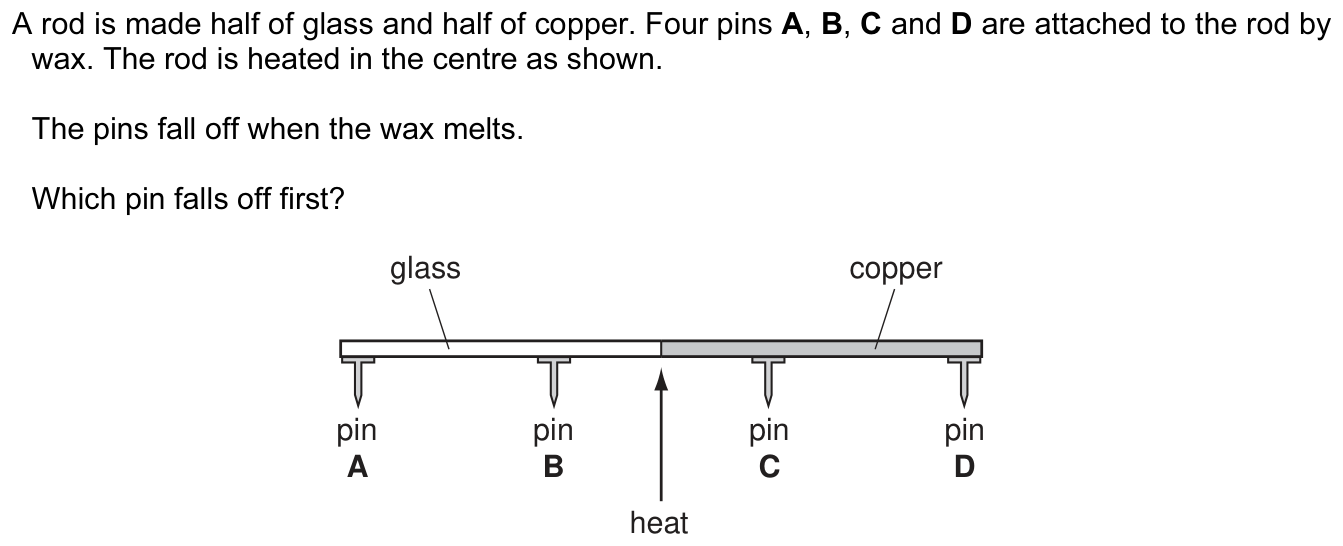 A rod is made half of glass and half of copper. Four pins A, B, C and D are attached to the rod by
wax. The rod is heated in the centre as shown.
The pins fall off when the wax melts.
Which pin falls off first?
glass copper
pin pin pin pin
A B C D
heat